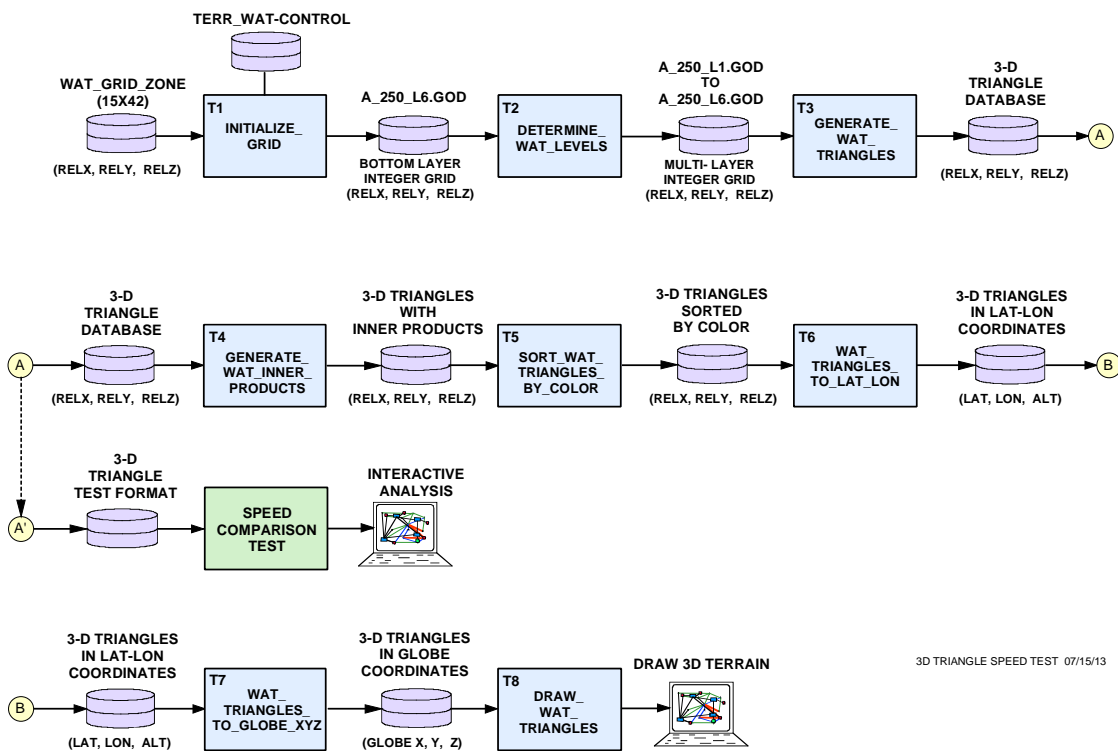 TERR_WAT-CONTROL
WAT_GRID_ZONE
(15X42)
(RELX, RELY, RELZ)
T1
INITIALIZE_
GRID
A_250_L6.GOD
BOTTOM LAYER
INTEGER GRID
(RELX, RELY, RELZ)
T2
DETERMINE_
WAT_LEVELS
A_250_L1.GOD
TO
A_250_L6.GOD
MULTI- LAYER
INTEGER GRID
(RELX, RELY, RELZ)
T3
GENERATE_
WAT_
TRIANGLES
3-D
TRIANGLE
DATABASE
(RELX, RELY, RELZ)
A
A
3-D
TRIANGLE
DATABASE
(RELX, RELY, RELZ)
T4
GENERATE_
WAT_INNER_
PRODUCTS
3-D TRIANGLES
WITH
INNER PRODUCTS
(RELX, RELY, RELZ)
T5
SORT_WAT_
TRIANGLES_
BY_COLOR
3-D TRIANGLES
SORTED
BY COLOR
(RELX, RELY, RELZ)
T6
WAT_
TRIANGLES_
TO_LAT_LON
3-D TRIANGLES
IN LAT-LON
COORDINATES
(LAT, LON, ALT)
B
A'
3-D
TRIANGLE
TEST FORMAT
SPEED
COMPARISON
TEST
INTERACTIVE
ANALYSIS
B
3-D TRIANGLES
IN LAT-LON
COORDINATES
(LAT, LON, ALT)
T7
WAT_
TRIANGLES_
TO_GLOBE_XYZ
3-D TRIANGLES
IN GLOBE
COORDINATES
(GLOBE X, Y, Z)
T8
DRAW_
WAT_
TRIANGLES
DRAW 3D TERRAIN
3D TRIANGLE SPEED TEST 07/15/13